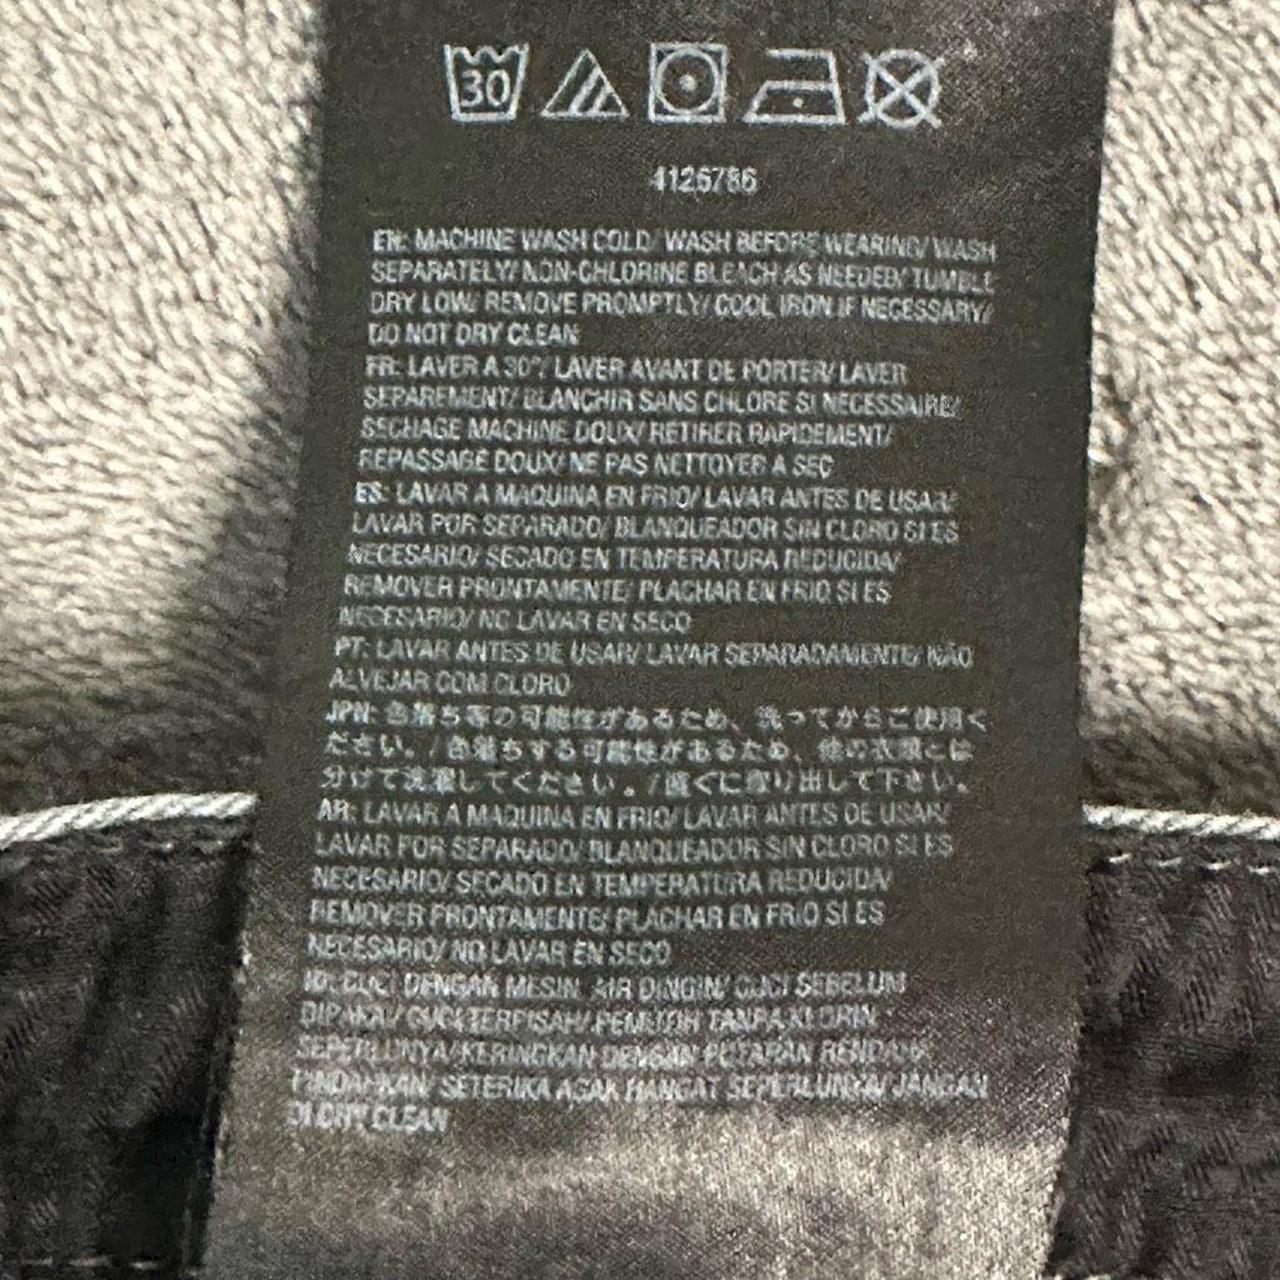 30
4126786
EN: MACHINE WASH COLD/ WASH BEFORE WEARING/ WASH
SEPARATELY/ NON-CHLORINE BLEACH AS NEEDED/ TUMBLE
DRY LOW/ REMOVE PROMPTLY/ COOL IRON IF NECESSARY/
DO NOT DRY CLEAN
FR: LAVER A 30°/ LAVER AVANT DE PORTER/ LAVER
SEPAREMENT/ BLANCHIR SANS CHLORE SI NECESSAIRE/
SECHAGE MACHINE DOUX/ RETIRER RAPIDEMENT/
REPASSAGE DOUX/ NE PAS NETTOYER A SEC
ES: LAVAR A MAQUINA EN FRIO/ LAVAR ANTES DE USAR/
LAVAR POR SEPARADO/ BLANQUEADOR SIN CLORO SI ES
NECESARIO/ SECADO EN TEMPERATURA REDUCIDA/
REMOVER PRONTAMENTE/ PLACHAR EN FRIO SI ES
NECESARIO/ NO LAVAR EN SECO
PT: LAVAR ANTES DE USAR/ LAVAR SEPARADAMENTE/ NÃO
ALVEJAR COM CLORO
JPN: 色落ち等の可能性があるため、洗ってからご使用く
ださい。/色落ちする可能性があるため、他の衣類とは
分けて洗濯してください。/直ぐに取り出して下さい。
AR: LAVAR A MAQUINA EN FRIO/ LAVAR ANTES DE USAR/
LAVAR POR SEPARADO/ BLANQUEADOR SIN CLORO SI ES
NECESARIO/ SECADO EN TEMPERATURA REDUCIDA/
REMOVER PRONTAMENTE/ PLACHAR EN FRIO SI ES
NECESARIO/ NO LAVAR EN SECO
ID: CUCI DENGAN MESIN, AIR DINGIN/ CUCI SEBELUM
DIPAKAI/ CUCI TERPISAH/ PEMUTIH TANPA KLORIN
SEPERLUNYA/ KERINGKAN DENGAN PUTARAN RENDAH/
PINDAHKAN/ SETERIKA AGAK HANGAT SEPERLUNYA/ JANGAN
DI DRY CLEAN